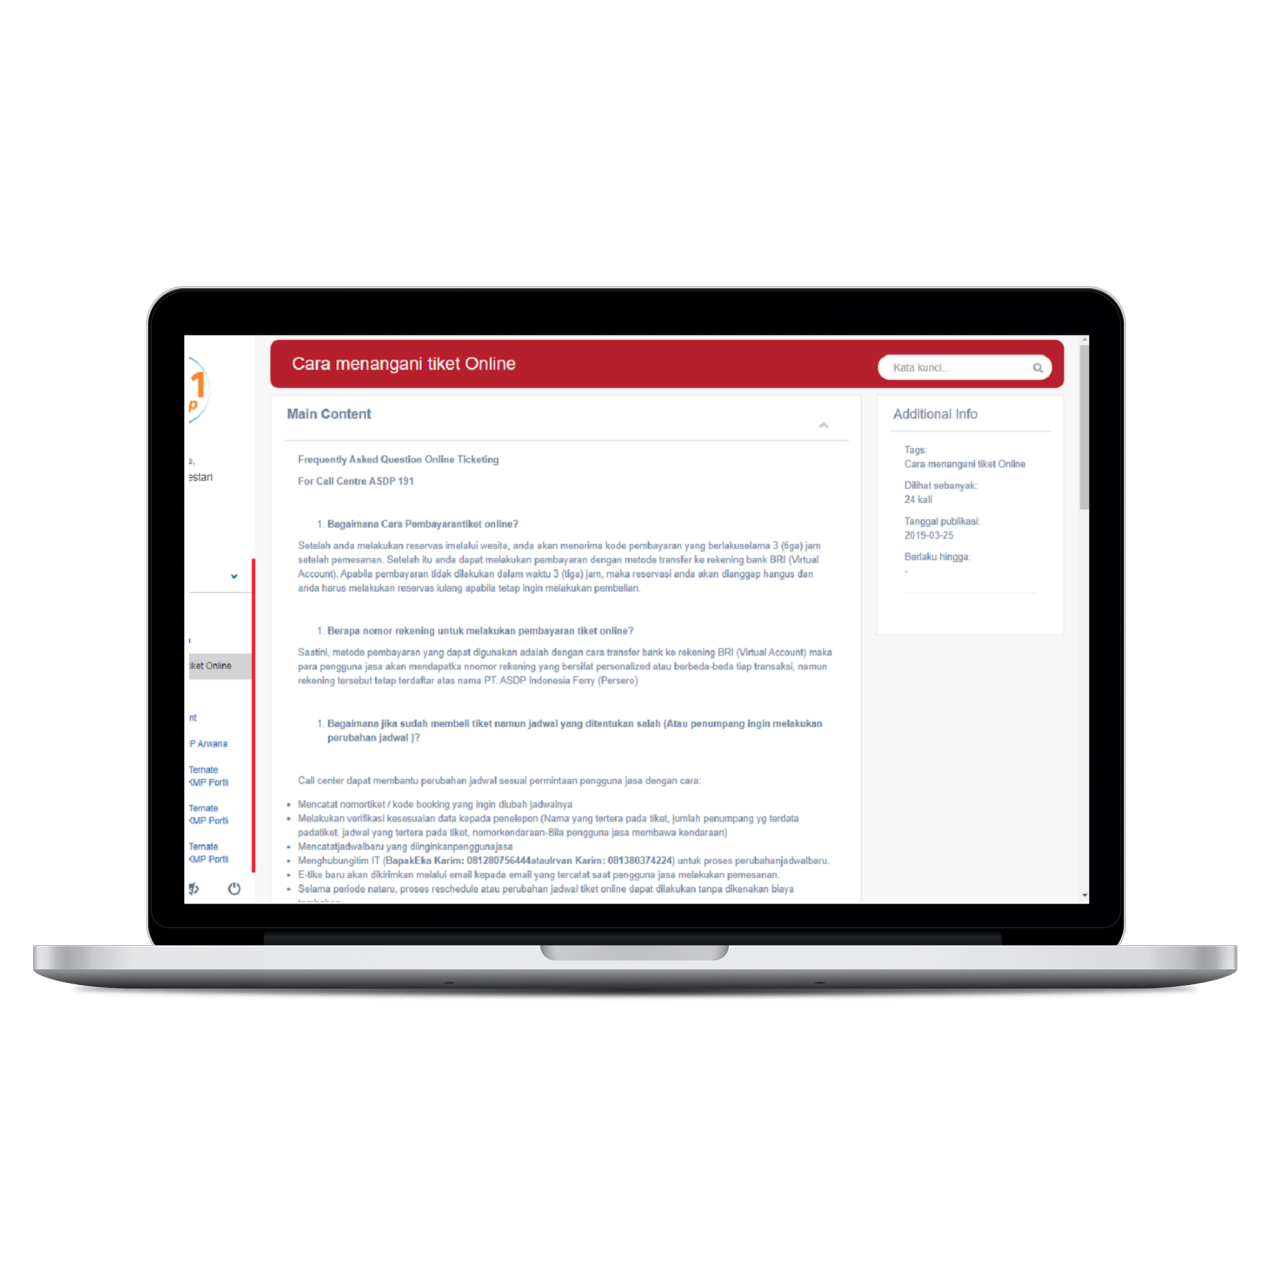 Cara menangani tiket Online
Kata kunci...
1
p
a,
estari
iket Online
nt
P Arwana
Ternate
KMP Portli
Ternate
KMP Portli
Ternate
KMP Portli
Main Content
Frequently Asked Question Online Ticketing
For Call Centre ASDP 191
1. Bagaimana Cara Pembayarantiket online?
Setelah anda melakukan reservas imelalui wesite, anda akan menerima kode pembayaran yang berlakuselama 3 (tiga) jam
setelah pemesanan. Setelah itu anda dapat melakukan pembayaran dengan metode transfer ke rekening bank BRI (Virtual
Account). Apabila pembayaran tidak dilakukan dalam waktu 3 (tiga) jam, maka reservasi anda akan dianggap hangus dan
anda harus melakukan reservas iulang apabila tetap ingin melakukan pembelian.
1. Berapa nomor rekening untuk melakukan pembayaran tiket online?
Saatini, metode pembayaran yang dapat digunakan adalah dengan cara transfer bank ke rekening BRI (Virtual Account) maka
para pengguna jasa akan mendapatka nnomor rekening yang bersifat personalized atau berbeda-beda tiap transaksi, namun
rekening tersebut tetap terdaftar atas nama PT. ASDP Indonesia Ferry (Persero)
1. Bagaimana jika sudah membeli tiket namun jadwal yang ditentukan salah (Atau penumpang ingin melakukan
perubahan jadwal )?
Call center dapat membantu perubahan jadwal sesuai permintaan pengguna jasa dengan cara:
• Mencatat nomortiket / kode booking yang ingin diubah jadwalnya
• Melakukan verifikasi kesesuaian data kepada penelepon (Nama yang tertera pada tiket, jumlah penumpang yg terdata
padatiket, jadwal yang tertera pada tiket, nomorkendaraan-Bila pengguna jasa membawa kendaraan)
• Mencatatjadwalbaru yang diinginkanpenggunajasa
• Menghubungitim IT (BapakEka Karim: 081280756444atauIrvan Karim: 081380374224) untuk proses perubahanjadwalbaru.
• E-tike baru akan dikirimkan melalui email kepada email yang tercatat saat pengguna jasa melakukan pemesanan.
• Selama periode nataru, proses reschedule atau perubahan jadwal tiket online dapat dilakukan tanpa dikenakan biaya
Additional Info
Tags:
Cara menangani tiket Online
Dilihat sebanyak:
24 kali
Tanggal publikasi:
2019-03-25
Berlaku hingga:
-